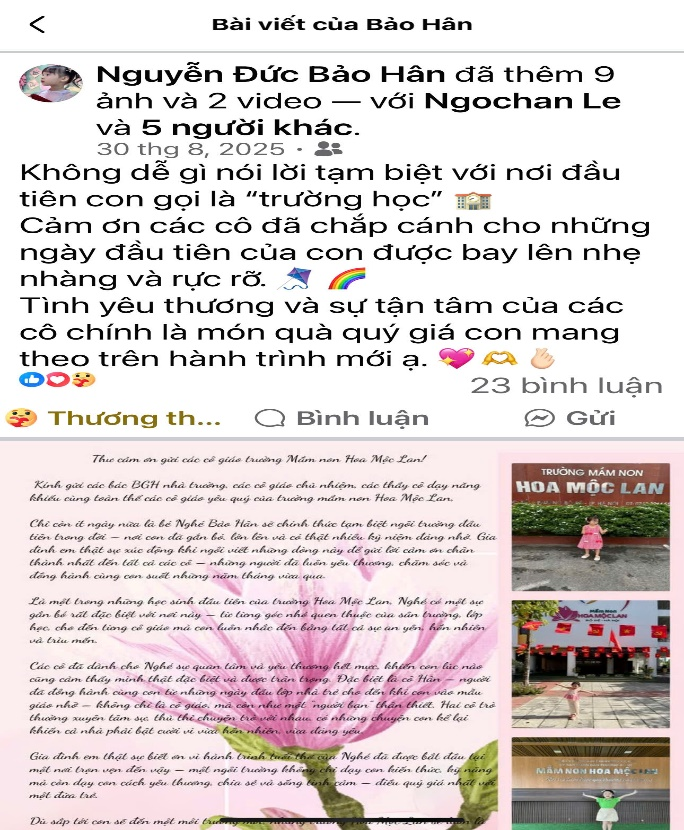 Bài viết của Bảo Hân
Nguyễn Đức Bảo Hân đã thêm 9
ảnh và 2 video — với Ngochan Le
và 5 người khác.
30 thg 8, 2025 ·
Không dễ gì nói lời tạm biệt với nơi đầu
tiên con gọi là “trường học” 🏫
Cảm ơn các cô đã chắp cánh cho những
ngày đầu tiên của con được bay lên nhẹ
nhàng và rực rỡ. 🪁 🌈
Tình yêu thương và sự tận tâm của các
cô chính là món quà quý giá con mang
theo trên hành trình mới ạ. 💖 🫶 🫰🏻
23 bình luận
Thương th... Bình luận Gửi
Thư cảm ơn gửi các cô giáo trường Mầm non Hoa Mộc Lan!
Kính gửi các bác BGH nhà trường, các cô giáo chủ nhiệm, các thầy cô dạy năng
khiếu cùng toàn thể các cô giáo yêu quý của trường mầm non Hoa Mộc Lan,
Chỉ còn ít ngày nữa là bé Nghé Bảo Hân sẽ chính thức tạm biệt ngôi trường đầu
tiên trong đời – nơi con đã gắn bó, lớn lên và có thật nhiều kỷ niệm đáng nhớ. Gia
đình em thật sự xúc động khi ngồi viết những dòng này để gửi lời cảm ơn chân
thành nhất đến tất cả các cô – những người đã luôn yêu thương, chăm sóc và
đồng hành cùng con suốt những năm tháng vừa qua.
Là một trong những học sinh đầu tiên của trường Hoa Mộc Lan, Nghé có một sự
gắn bó rất đặc biệt với nơi này – từ từng góc nhỏ quen thuộc của sân trường, lớp
học, cho đến từng cô giáo mà con luôn nhắc đến bằng tất cả sự an yên, hồn nhiên
và trìu mến.
Các cô đã dành cho Nghé sự quan tâm và yêu thương hết mực, khiến con lúc nào
cũng cảm thấy mình thật đặc biệt và được trân trọng. Đặc biệt là cô Hân – người
đã đồng hành cùng con từ những ngày đầu lớp nhà trẻ cho đến khi con vào mẫu
giáo nhỡ – không chỉ là cô giáo, mà còn như một "người bạn" thân thiết. Hai cô trò
thường xuyên tâm sự, thủ thỉ chuyện trò với nhau, có những chuyện con kể lại
khiến cả nhà phải bật cười vì vừa hồn nhiên, vừa đáng yêu.
Gia đình em thật sự biết ơn vì hành trình tuổi thơ của Nghé đã được bắt đầu tại
một nơi trọn vẹn đến vậy – một ngôi trường không chỉ dạy con kiến thức, kỹ năng
mà còn dạy con cách yêu thương, chia sẻ và sống tình cảm – điều quý giá nhất với
một đứa trẻ.
Dù sắp tới con sẽ đến một môi
TRƯỜNG MẦM NON
HOA MỘC LAN
MẦM NON
HOA MỘC LAN
MẦM NON HOA MỘC LAN